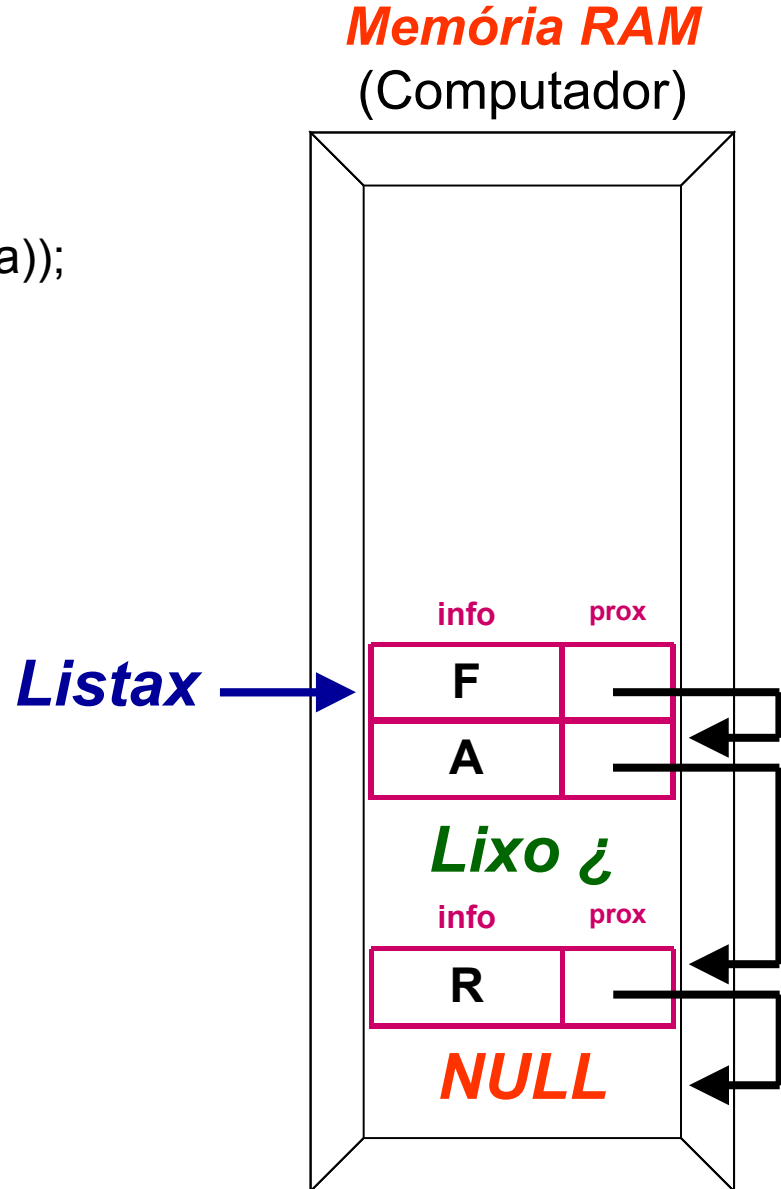 Memória RAM
(Computador)
a));
info prox
Listax
F
A
Lixo ¿
info prox
R
NULL